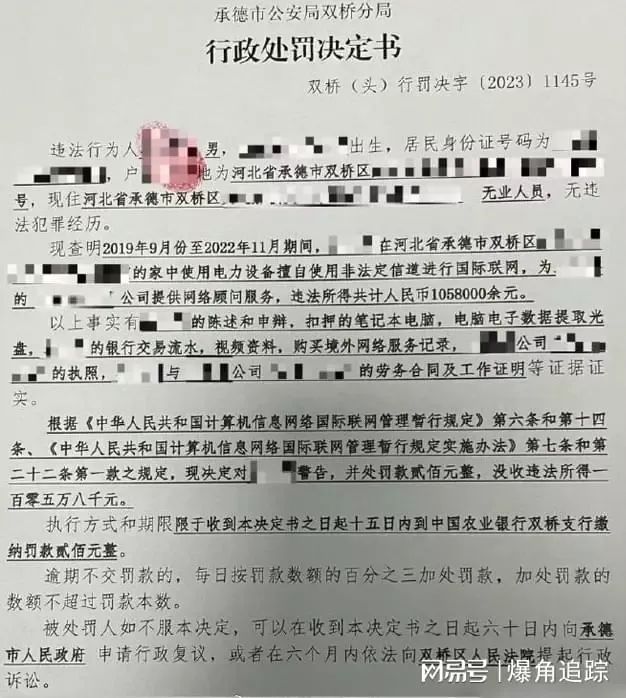 承德市公安局双桥分局
行政处罚决定书
双桥（头）行罚决字〔2023〕1145号
违法行为人 男， 出生，居民身份证号码为
，户 地为河北省承德市双桥区
号，现住河北省承德市双桥区 无业人员，无违
法犯罪经历。
现查明2019年9月份至2022年11月期间， 在河北省承德市双桥区
的家中使用电力设备擅自使用非法定信道进行国际联网，为
的 公司提供网络顾问服务，违法所得共计人民币1058000余元。
以上事实有 的陈述和申辩，扣押的笔记本电脑，电脑电子数据提取光
盘， 的银行交易流水，视频资料，购买境外网络服务记录， 公司
的执照， 与 公司 的劳务合同及工作证明等证据证
实。
根据《中华人民共和国计算机信息网络国际联网管理暂行规定》第六条和第十四
条、《中华人民共和国计算机信息网络国际联网管理暂行规定实施办法》第七条和第
二十二条第一款之规定，现决定对 警告，并处罚款贰佰元整，没收违法所得一
百零五万八千元。
执行方式和期限限于收到本决定书之日起十五日内到中国农业银行双桥支行缴
纳罚款贰佰元整。
逾期不交罚款的，每日按罚款数额的百分之三加处罚款，加处罚款的
数额不超过罚款本数。
被处罚人如不服本决定，可以在收到本决定书之日起六十日内向承德
市人民政府 申请行政复议，或者在六个月内依法向双桥区人民法院提起行政
诉讼。
网易号 爆角追踪